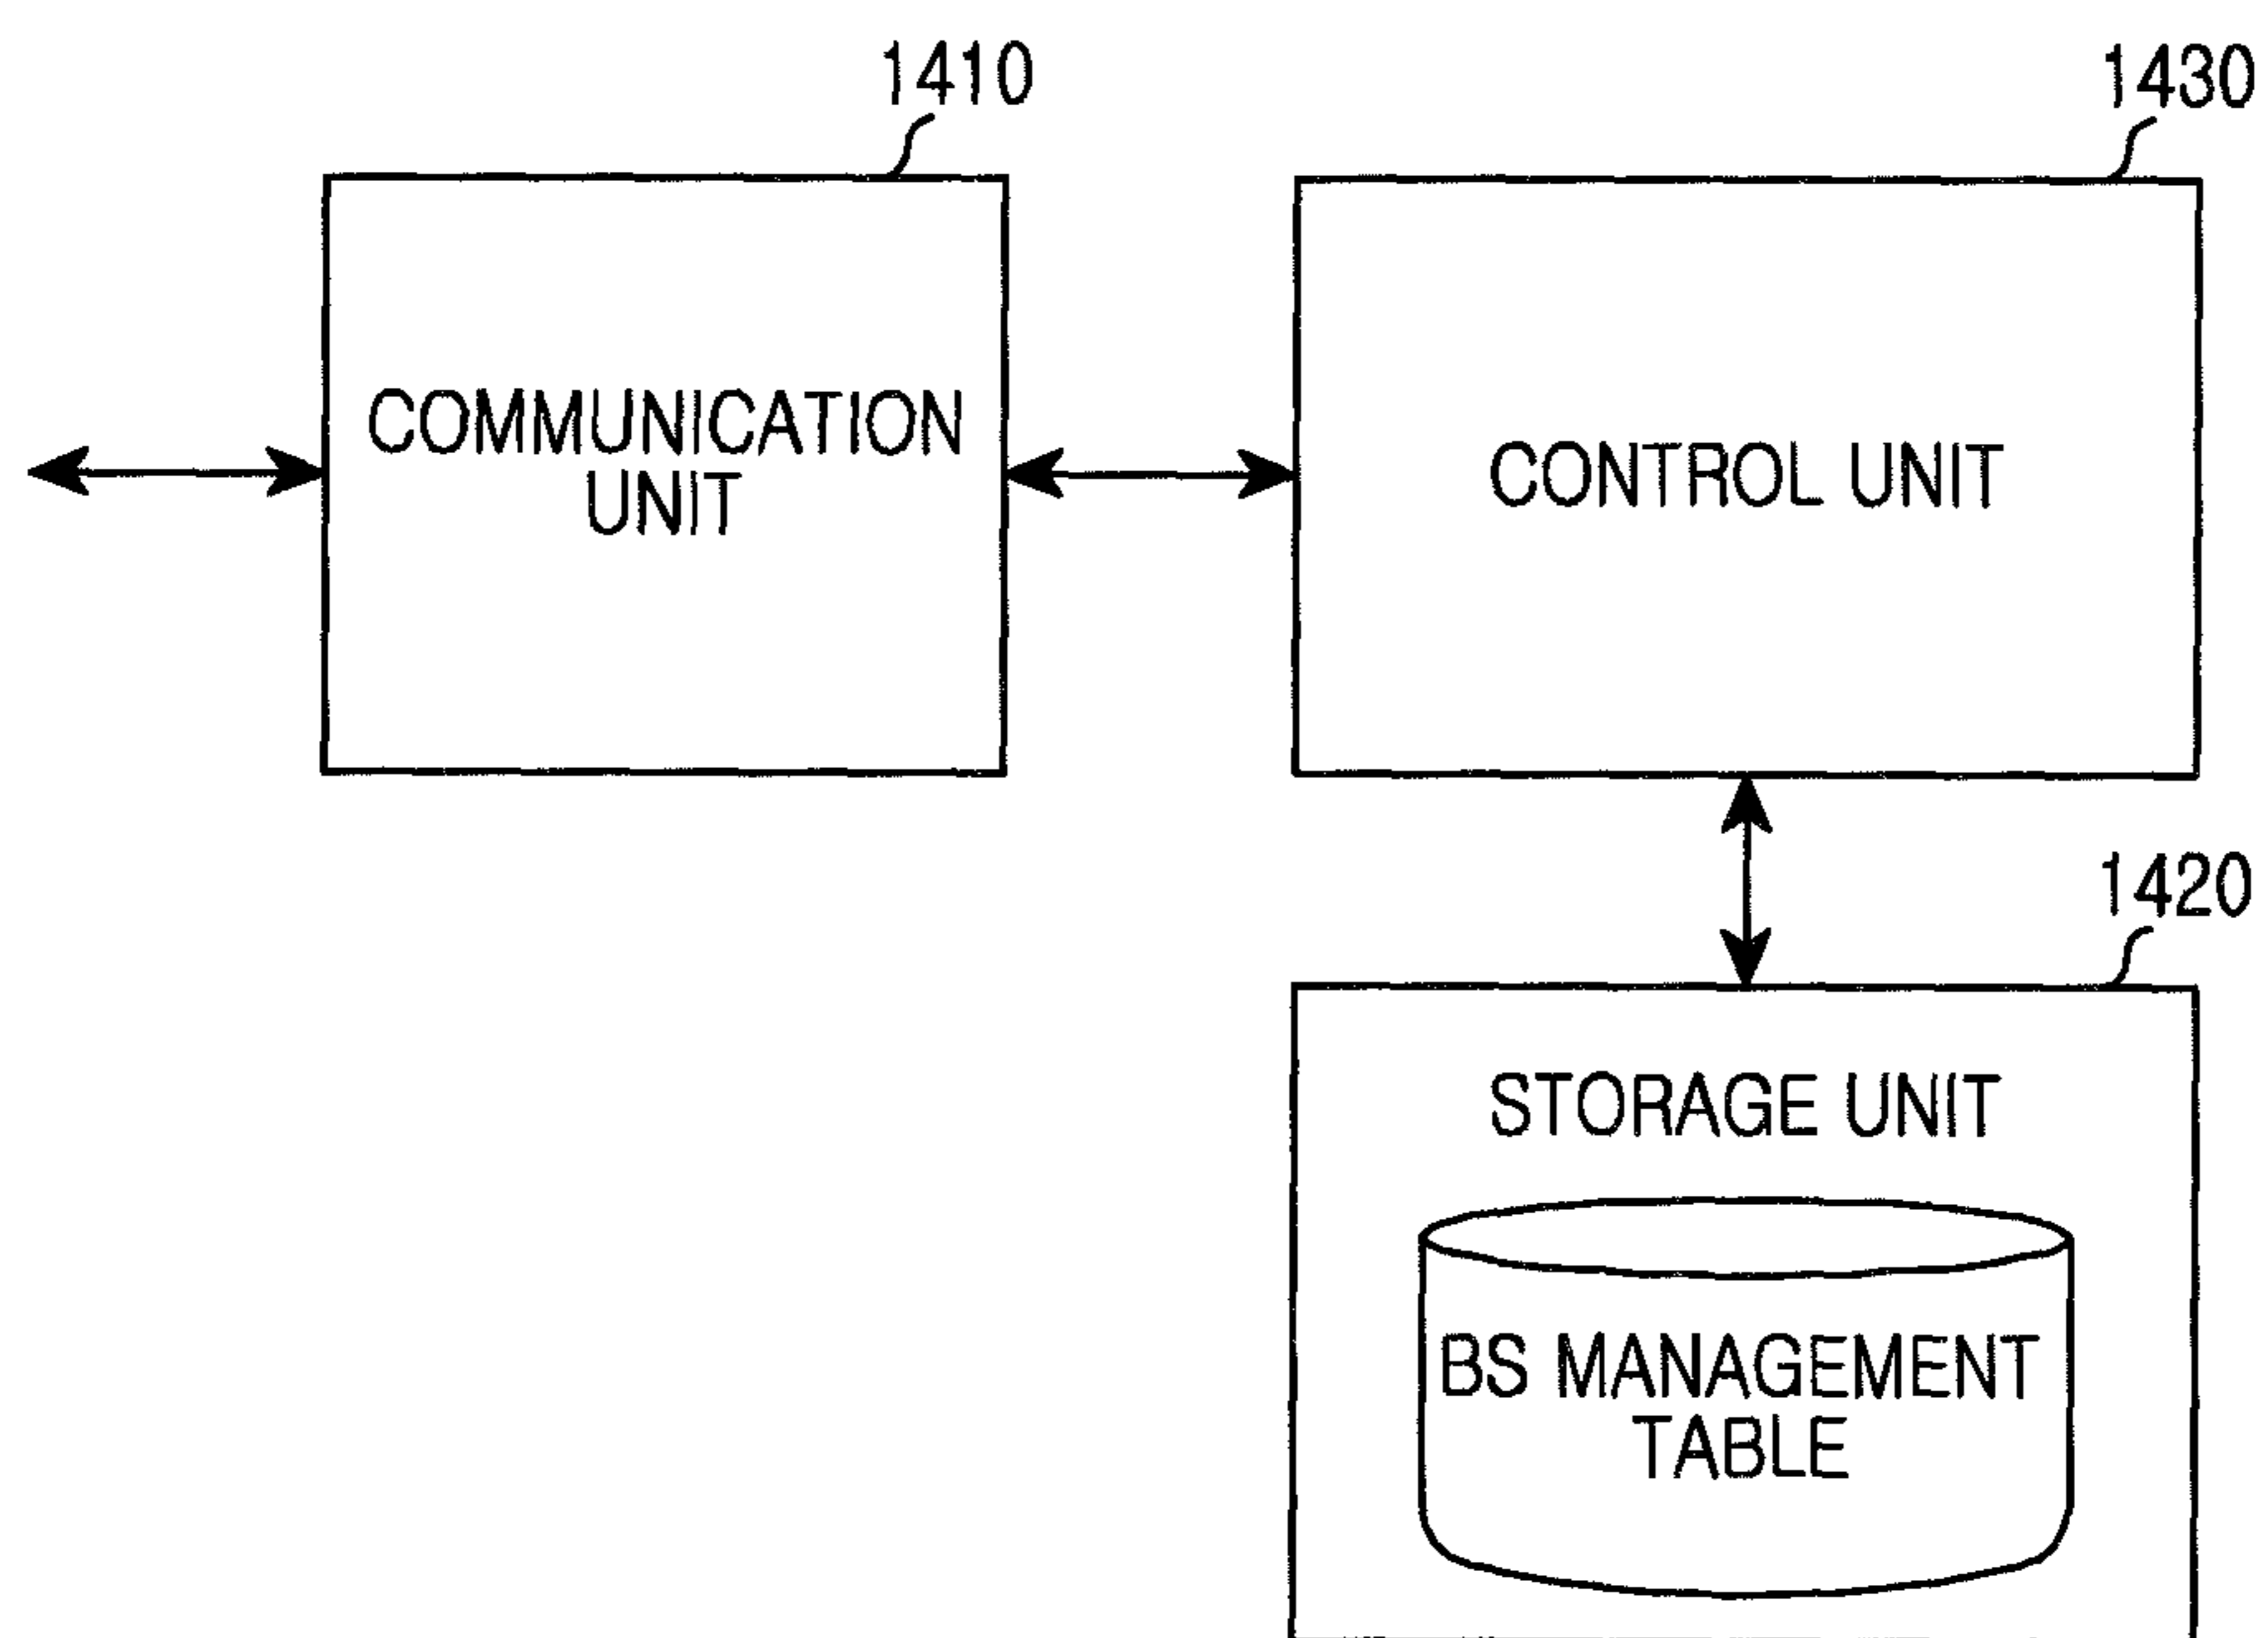 1410
1430
COMMUNICATION
UNIT
CONTROL UNIT
1420
STORAGE UNIT
BS MANAGEMENT
TABLE